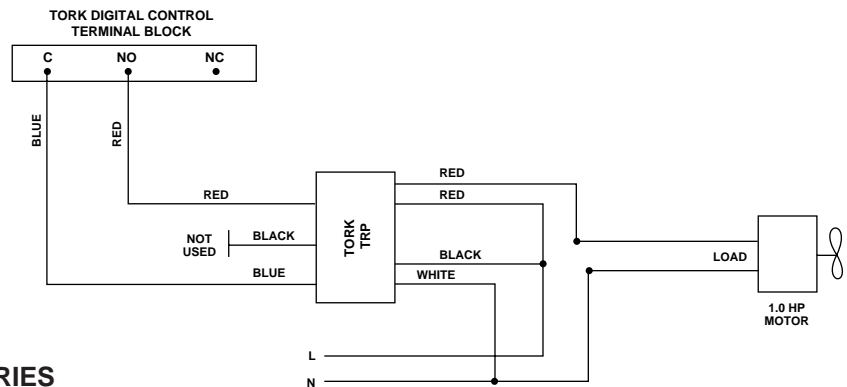 TORK DIGITAL CONTROL
TERMINAL BLOCK
C NO NC
BLUE
RED
RED
RED
RED
NOT
USED
BLACK
TORK
TRP
BLACK
LOAD
BLUE
WHITE
1.0 HP
MOTOR
L
RIES
N